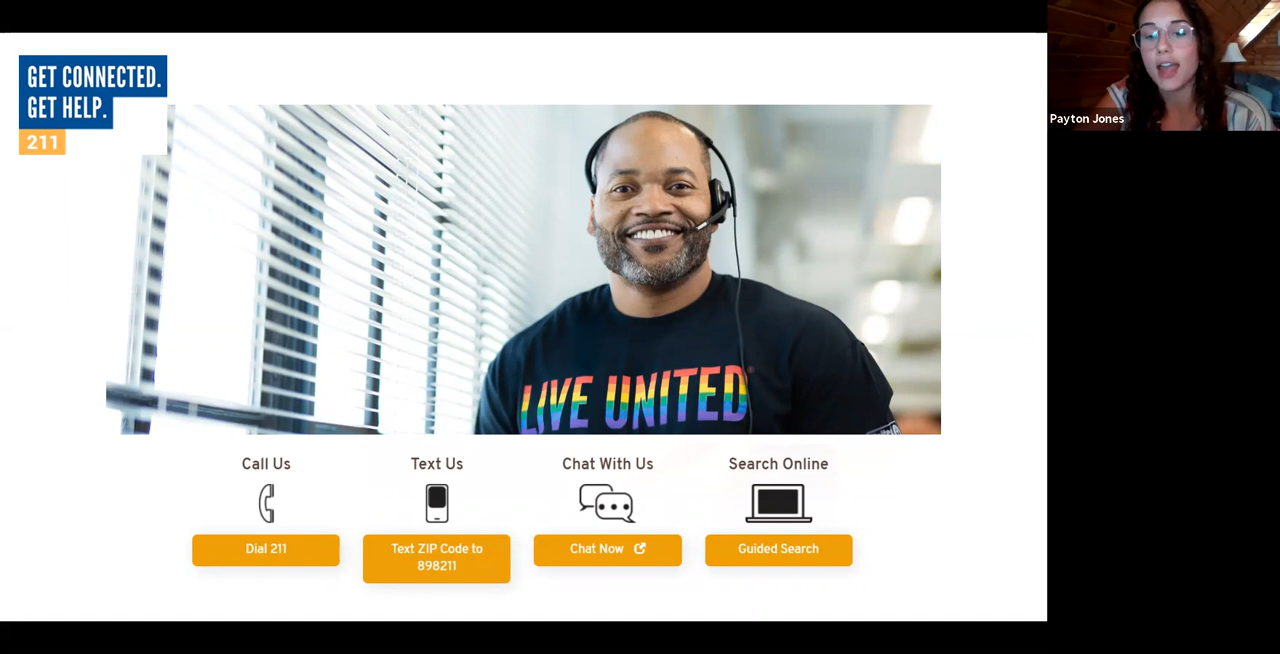 GET CONNECTED.
GET HELP.
211
Payton Jones
LIVE UNITED
Call Us
Text Us
Chat With Us
Search Online
Dial 211
Text ZIP Code to
898211
Chat Now
Guided Search